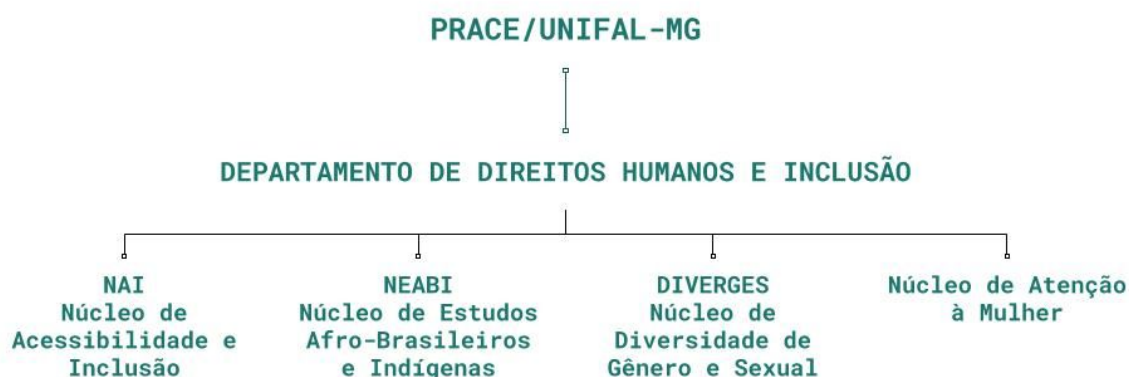 PRACE/UNIFAL-MG
DEPARTAMENTO DE DIREITOS HUMANOS E INCLUSÃO
NAI
Núcleo de
Acessibilidade e
Inclusão
NEABI
Núcleo de Estudos
Afro-Brasileiros
e Indígenas
DIVERGES
Núcleo de
Diversidade de
Gênero e Sexual
Núcleo de Atenção
à Mulher